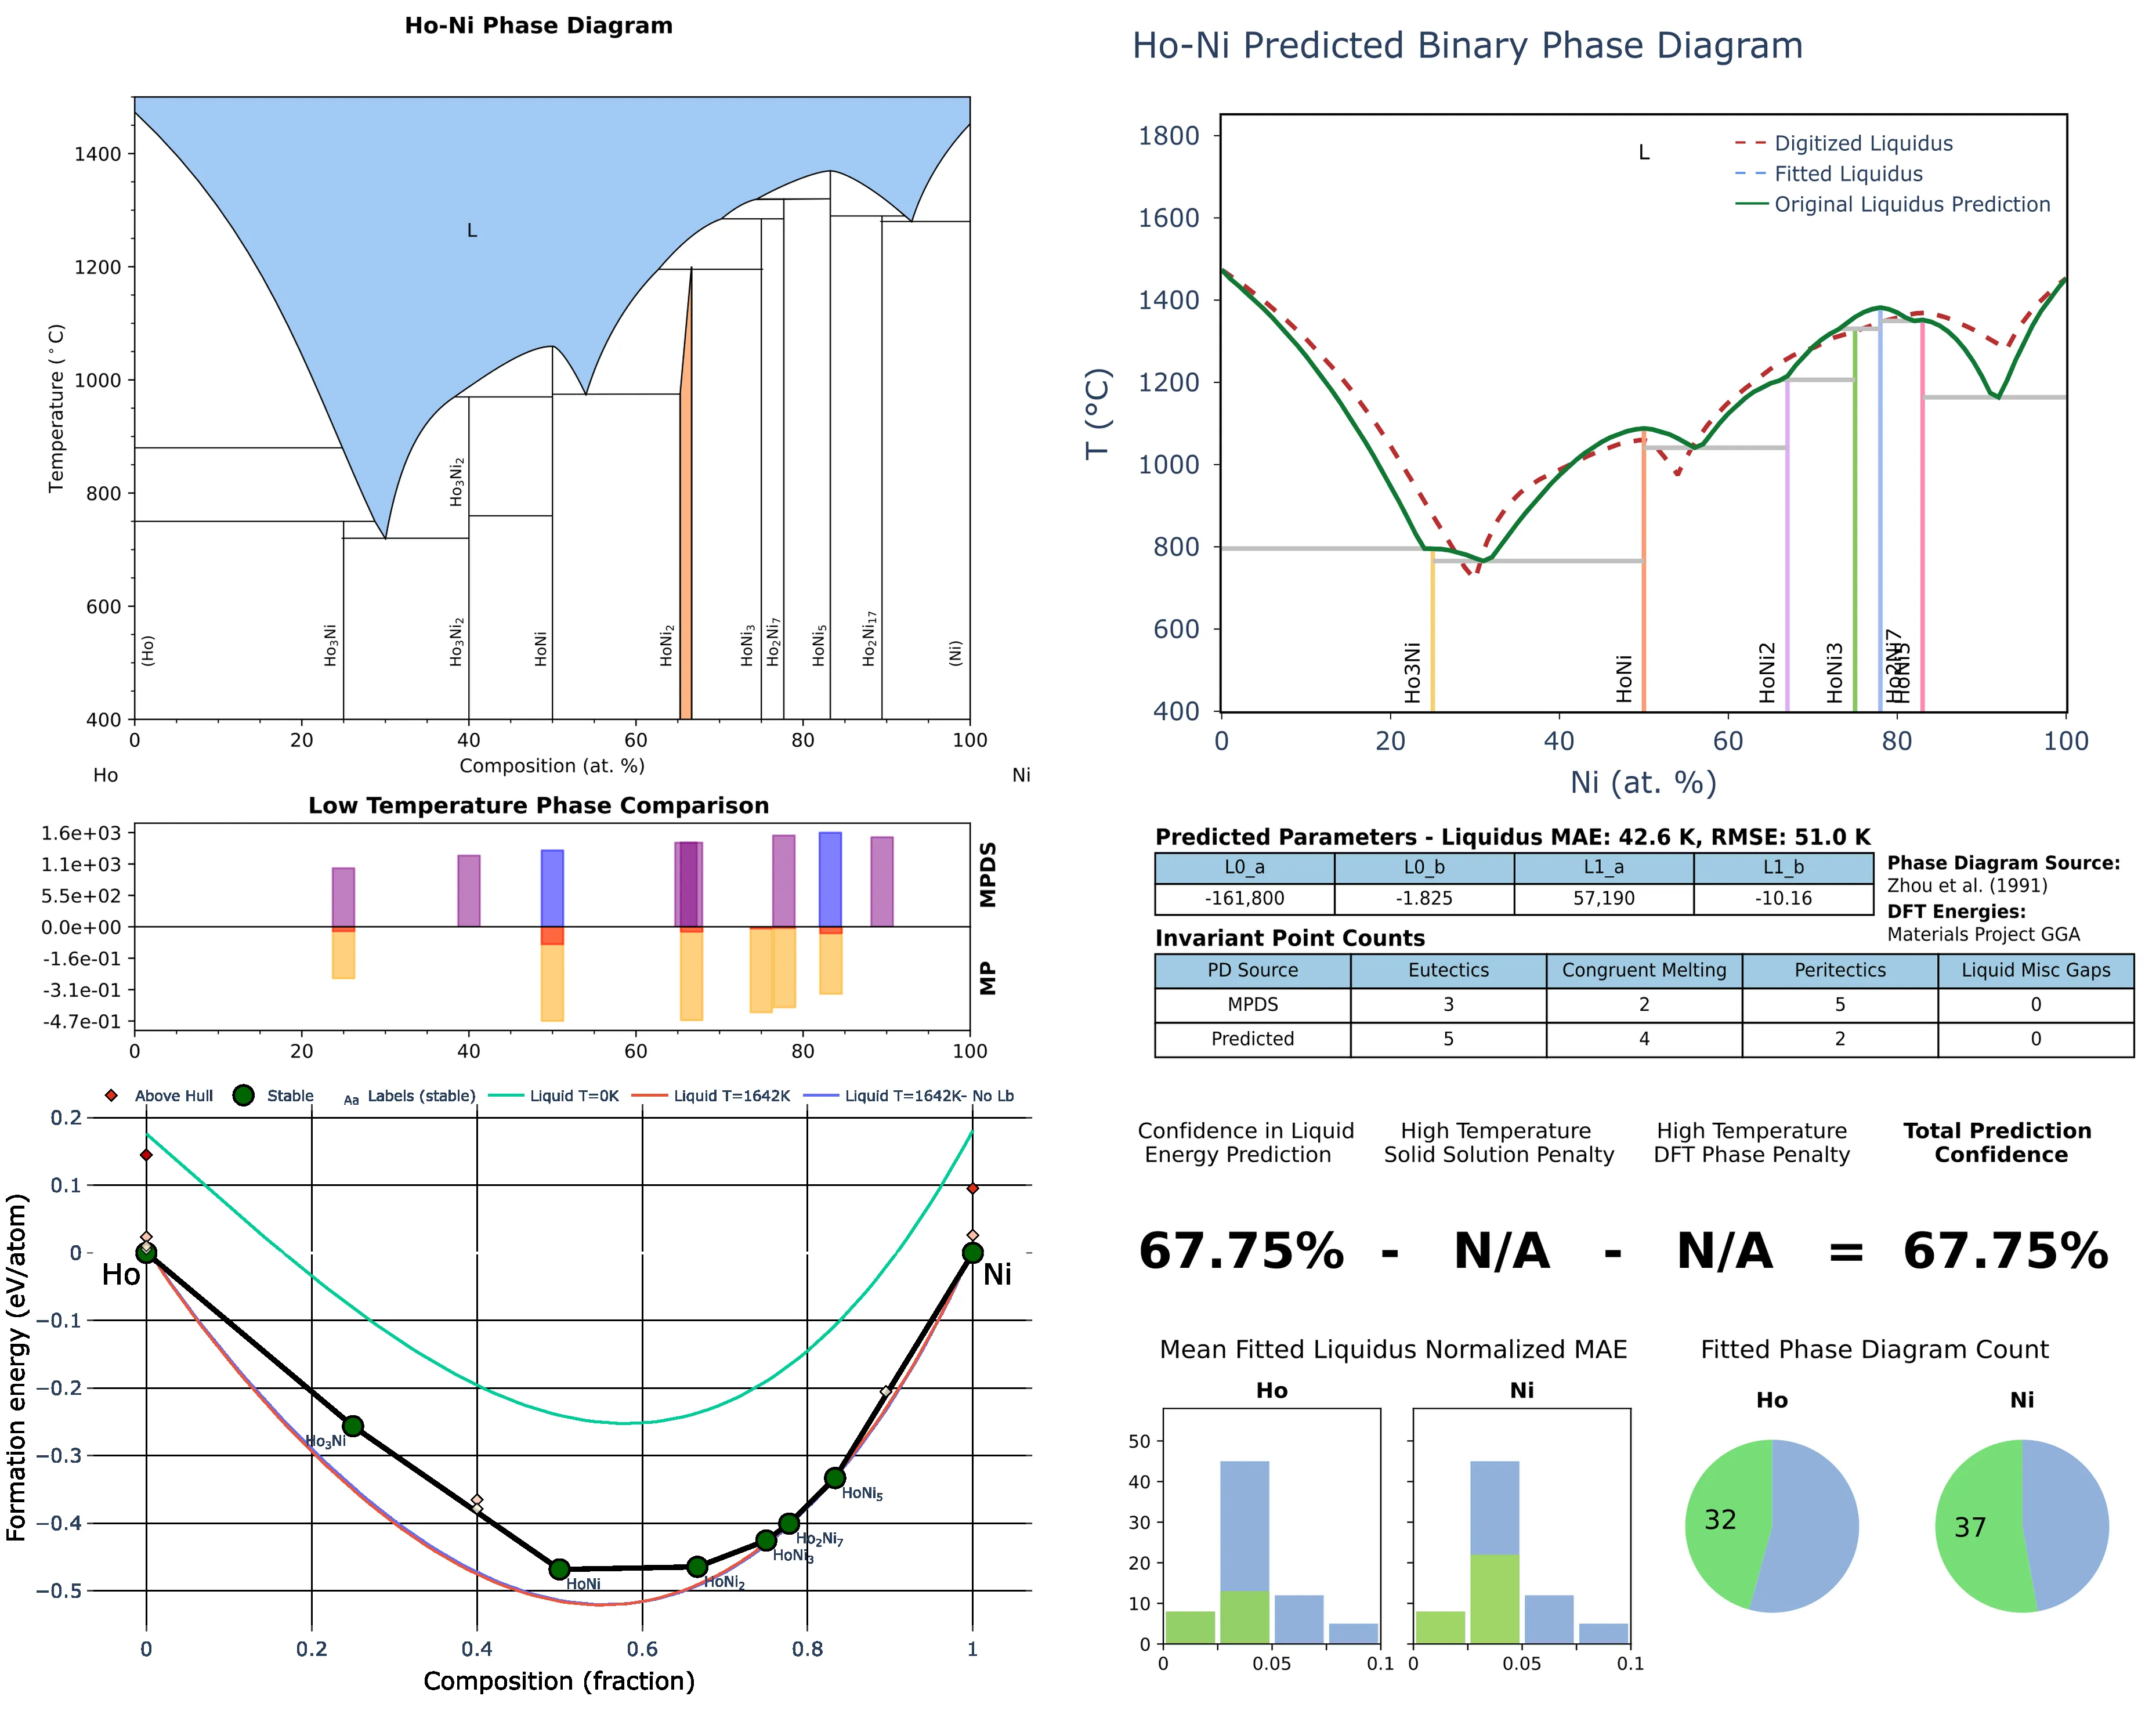 Ho-Ni Phase Diagram
Temperature (°C)
1400
1200
1000
800
600
400
L
(Ho)
Ho3Ni
Ho3Ni2
Ho3Ni2
HoNi
HoNi2
HoNi3
Ho2Ni7
HoNi5
Ho2Ni17
(Ni)
0 20 40 60 80 100
Composition (at. %)
Ho Ni
Low Temperature Phase Comparison
1.6e+03
1.1e+03
5.5e+02
0.0e+00
-1.6e-01
-3.1e-01
-4.7e-01
MPDS
MP
0 20 40 60 80 100
Above Hull Stable Aa Labels (stable) Liquid T=0K Liquid T=1642K Liquid T=1642K- No Lb
Formation energy (eV/atom)
0.2
0.1
0
−0.1
−0.2
−0.3
−0.4
−0.5
Ho
Ni
Ho3Ni
HoNi
HoNi2
HoNi3
Ho2Ni7
HoNi5
0 0.2 0.4 0.6 0.8 1
Composition (fraction)
Ho-Ni Predicted Binary Phase Diagram
T (°C)
1800
1600
1400
1200
1000
800
600
400
L
Digitized Liquidus
Fitted Liquidus
Original Liquidus Prediction
Ho3Ni
HoNi
HoNi2
HoNi3
Ho2Ni7
HoNi5
0 20 40 60 80 100
Ni (at. %)
Predicted Parameters - Liquidus MAE: 42.6 K, RMSE: 51.0 K
L0_a L0_b L1_a L1_b
-161,800 -1.825 57,190 -10.16
Phase Diagram Source:
Zhou et al. (1991)
DFT Energies:
Materials Project GGA
Invariant Point Counts
PD Source Eutectics Congruent Melting Peritectics Liquid Misc Gaps
MPDS 3 2 5 0
Predicted 5 4 2 0
Confidence in Liquid
Energy Prediction
High Temperature
Solid Solution Penalty
High Temperature
DFT Phase Penalty
Total Prediction
Confidence
67.75% - N/A - N/A = 67.75%
Mean Fitted Liquidus Normalized MAE
Ho Ni
50
40
30
20
10
0
0 0.05 0.1
0 0.05 0.1
Fitted Phase Diagram Count
Ho Ni
32 37